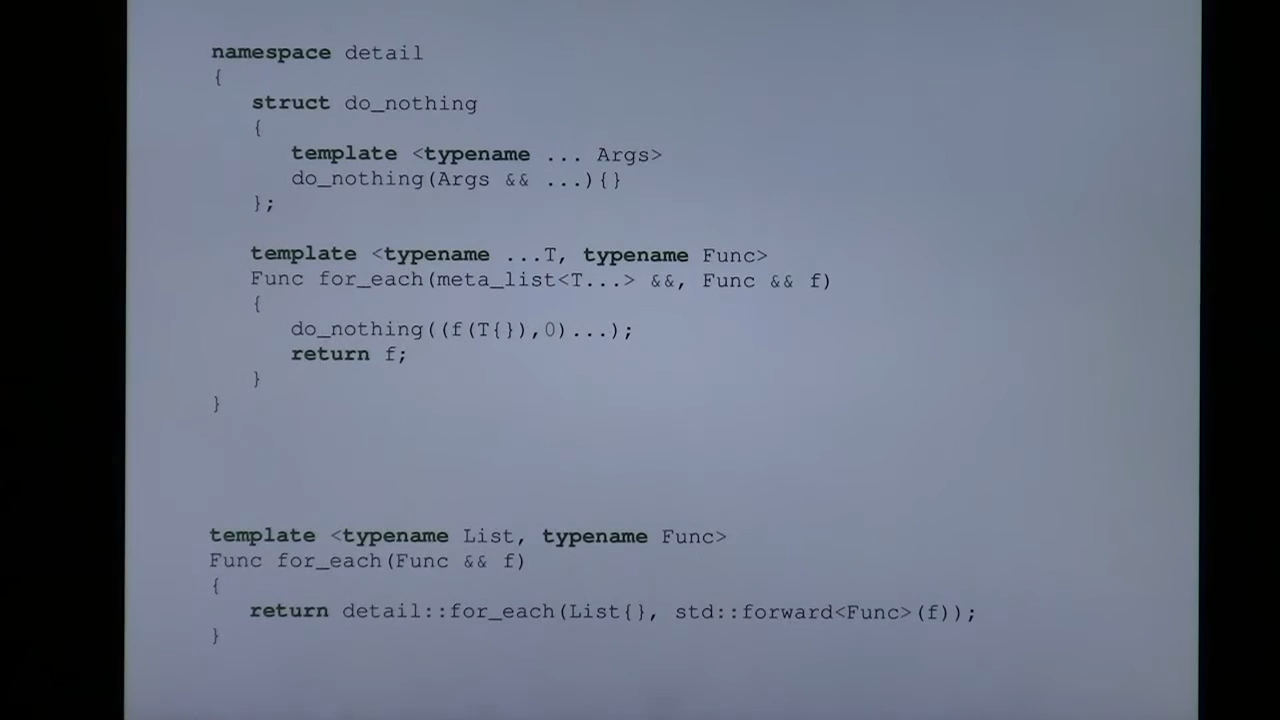 namespace detail
{
struct do_nothing
{
template <typename ... Args>
do_nothing(Args && ...){}
};
template <typename ...T, typename Func>
Func for_each(meta_list<T...> &&, Func && f)
{
do_nothing((f(T{}),0)...);
return f;
}
}
template <typename List, typename Func>
Func for_each(Func && f)
{
return detail::for_each(List{}, std::forward<Func>(f));
}